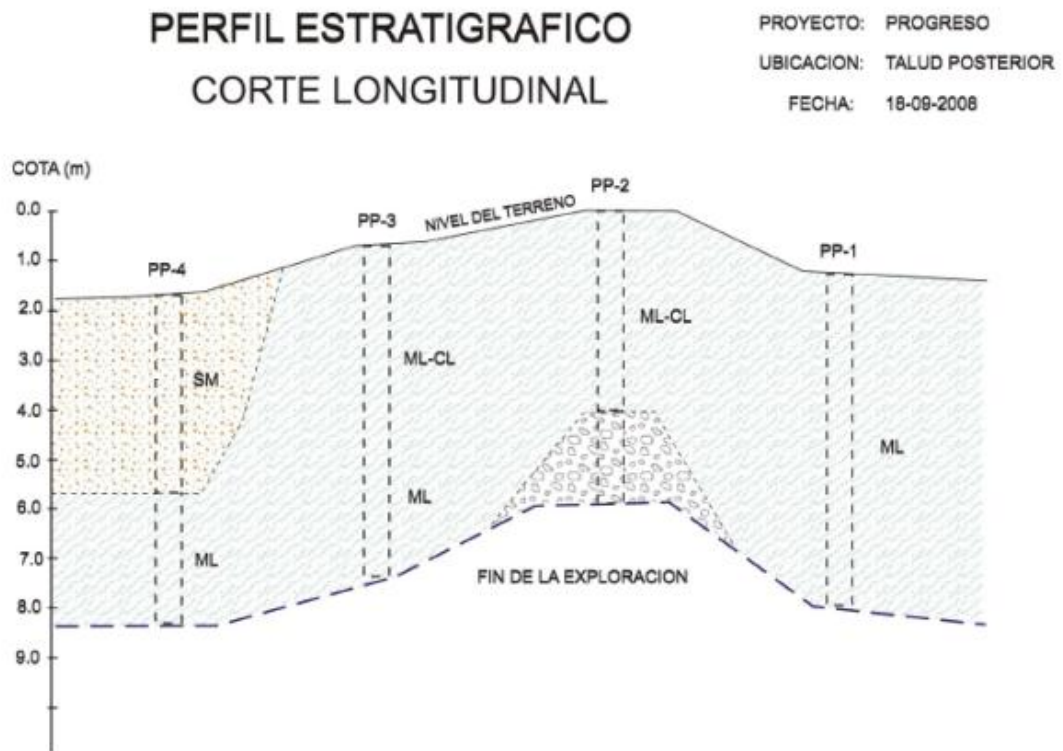 PERFIL ESTRATIGRAFICO
CORTE LONGITUDINAL
PROYECTO: PROGRESO
UBICACION: TALUD POSTERIOR
FECHA: 18-09-2008
COTA (m)
0.0
1.0
2.0
3.0
4.0
5.0
6.0
7.0
8.0
9.0
PP-4
PP-3
NIVEL DEL TERRENO
PP-2
PP-1
SM
ML
ML-CL
ML
ML-CL
ML
FIN DE LA EXPLORACION